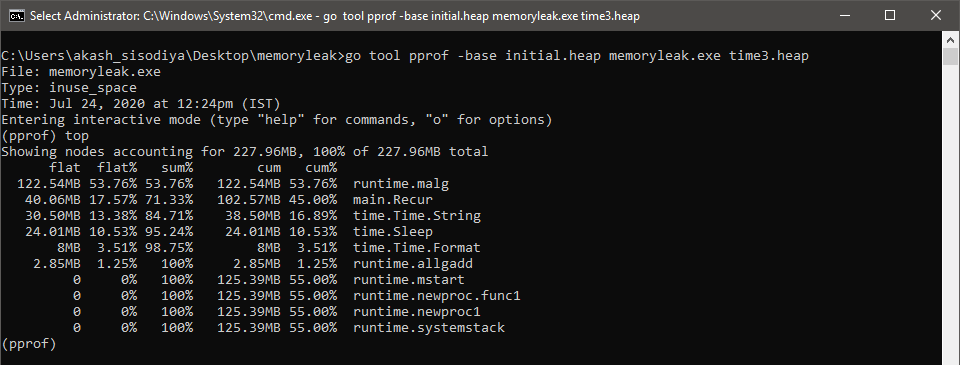 Select Administrator: C:\Windows\System32\cmd.exe - go tool pprof -base initial.heap memoryleak.exe time3.heap
C:\Users\akash_sisodiya\Desktop\memoryleak>go tool pprof -base initial.heap memoryleak.exe time3.heap
File: memoryleak.exe
Type: inuse_space
Time: Jul 24, 2020 at 12:24pm (IST)
Entering interactive mode (type "help" for commands, "o" for options)
(pprof) top
Showing nodes accounting for 227.96MB, 100% of 227.96MB total
flat flat% sum% cum cum%
122.54MB 53.76% 53.76% 122.54MB 53.76% runtime.malg
40.06MB 17.57% 71.33% 102.57MB 45.00% main.Recur
30.50MB 13.38% 84.71% 38.50MB 16.89% time.Time.String
24.01MB 10.53% 95.24% 24.01MB 10.53% time.Sleep
8MB 3.51% 98.75% 8MB 3.51% time.Time.Format
2.85MB 1.25% 100% 2.85MB 1.25% runtime.allgadd
0 0% 100% 125.39MB 55.00% runtime.mstart
0 0% 100% 125.39MB 55.00% runtime.newproc.func1
0 0% 100% 125.39MB 55.00% runtime.newproc1
0 0% 100% 125.39MB 55.00% runtime.systemstack
(pprof)